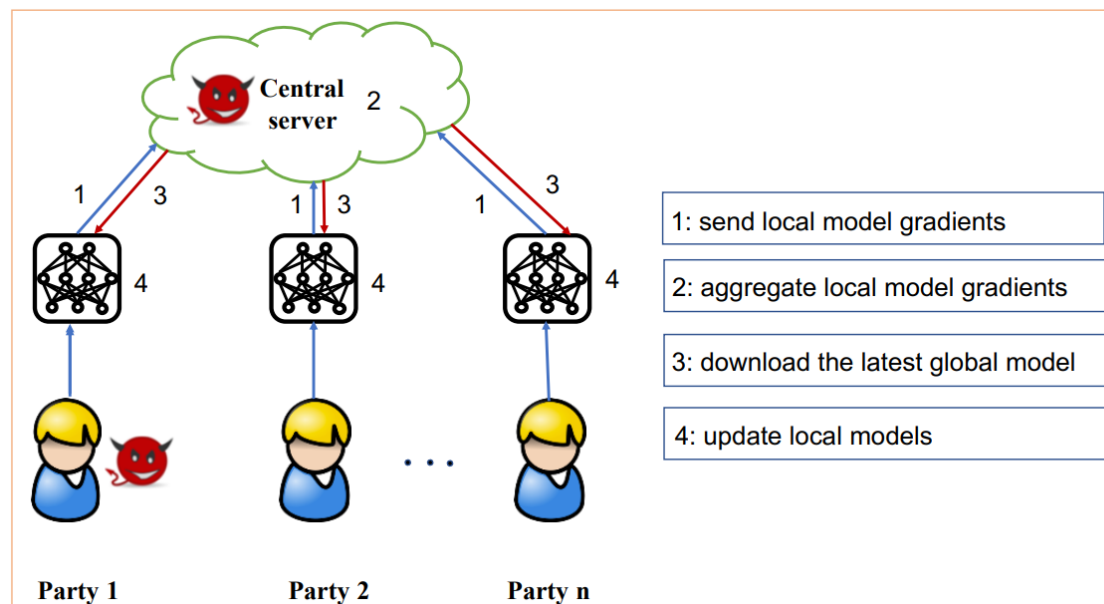 Central
server
2
1
3
1
3
1
3
4
4
4
1: send local model gradients
2: aggregate local model gradients
3: download the latest global model
4: update local models
• • •
Party 1
Party 2
Party n